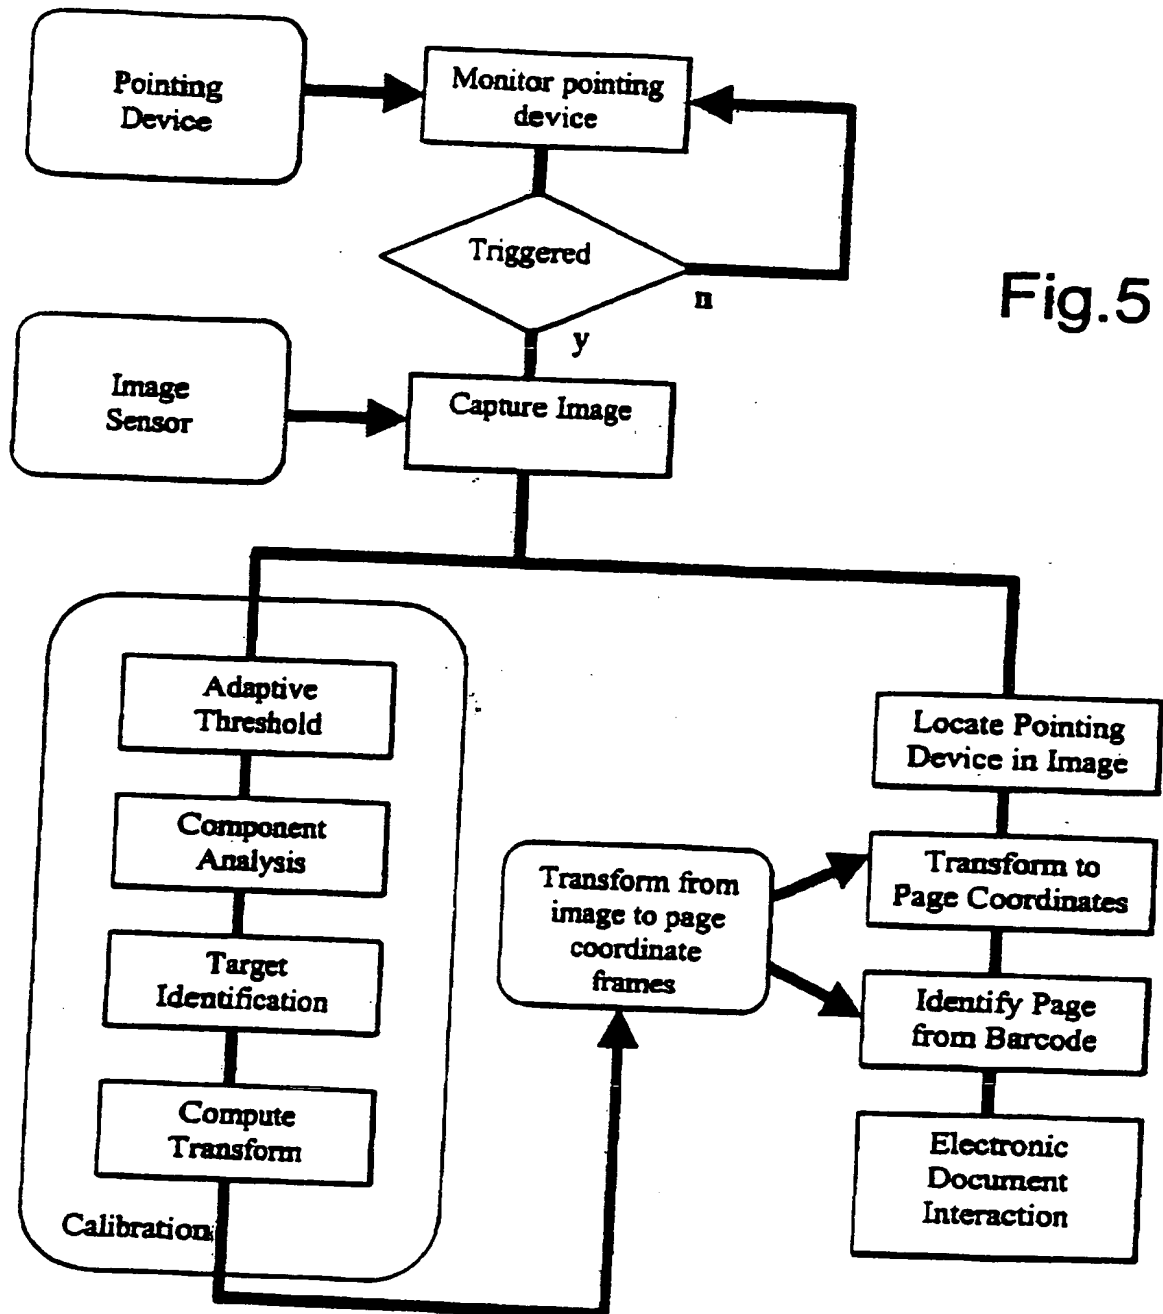 Pointing
Device
Monitor pointing
device
Triggered
n
y
Fig.5
Image
Sensor
Capture Image
Adaptive
Threshold
Component
Analysis
Target
Identification
Compute
Transform
Calibration
Transform from
image to page
coordinate
frames
Locate Pointing
Device in Image
Transform to
Page Coordinates
Identify Page
from Barcode
Electronic
Document
Interaction